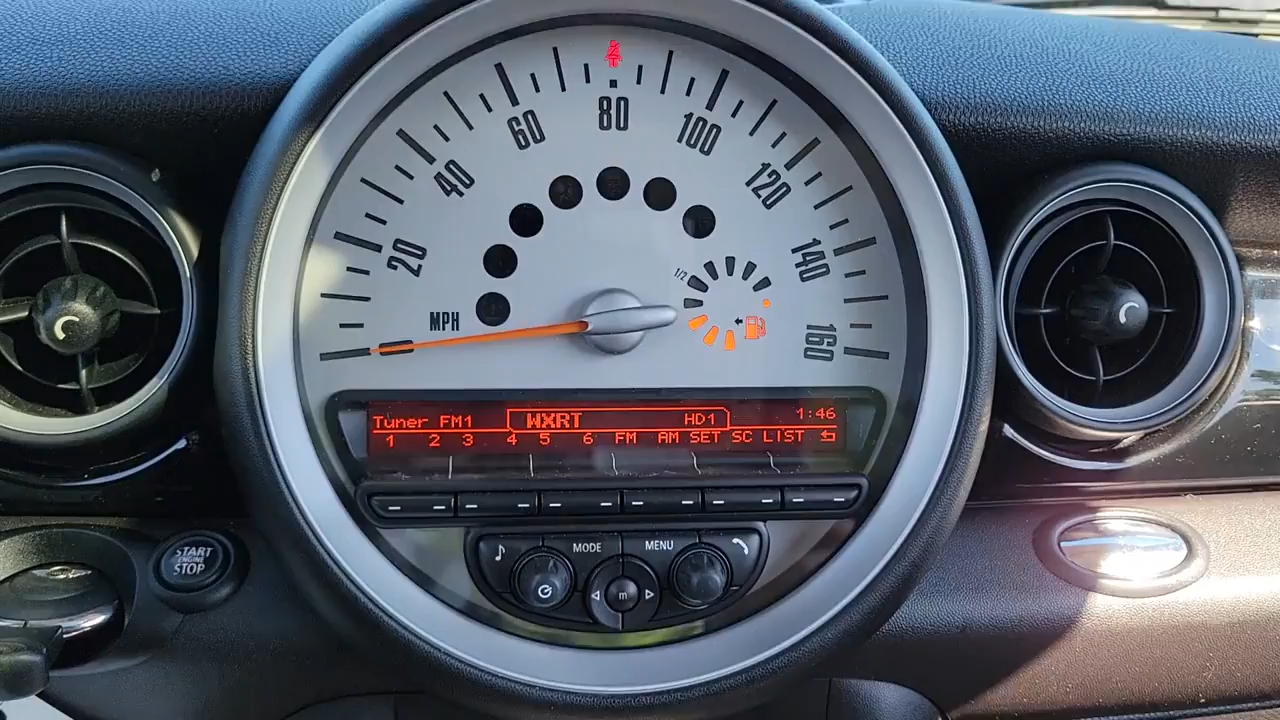 80
60
100
40
120
20
140
1/2
MPH
0
160
Tuner FM1
WXRT
HD1
1:46
1 2 3 4 5 6 FM AM SET SC LIST
START
ENGINE
STOP
MODE
MENU
m